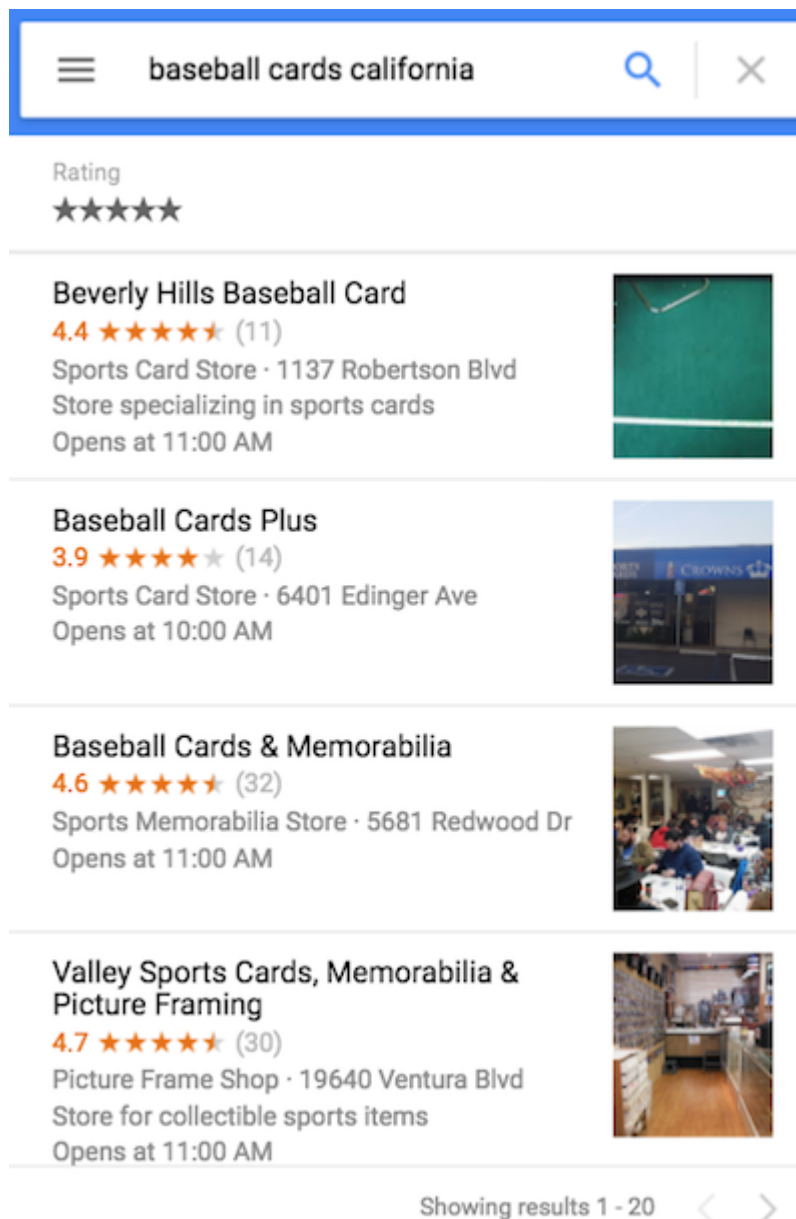 baseball cards california
Rating
Beverly Hills Baseball Card
4.4 (11)
Sports Card Store · 1137 Robertson Blvd
Store specializing in sports cards
Opens at 11:00 AM
Baseball Cards Plus
3.9 (14)
Sports Card Store · 6401 Edinger Ave
Opens at 10:00 AM
CROWNS
Baseball Cards & Memorabilia
4.6 (32)
Sports Memorabilia Store · 5681 Redwood Dr
Opens at 11:00 AM
Valley Sports Cards, Memorabilia &
Picture Framing
4.7 (30)
Picture Frame Shop · 19640 Ventura Blvd
Store for collectible sports items
Opens at 11:00 AM
Showing results 1 - 20